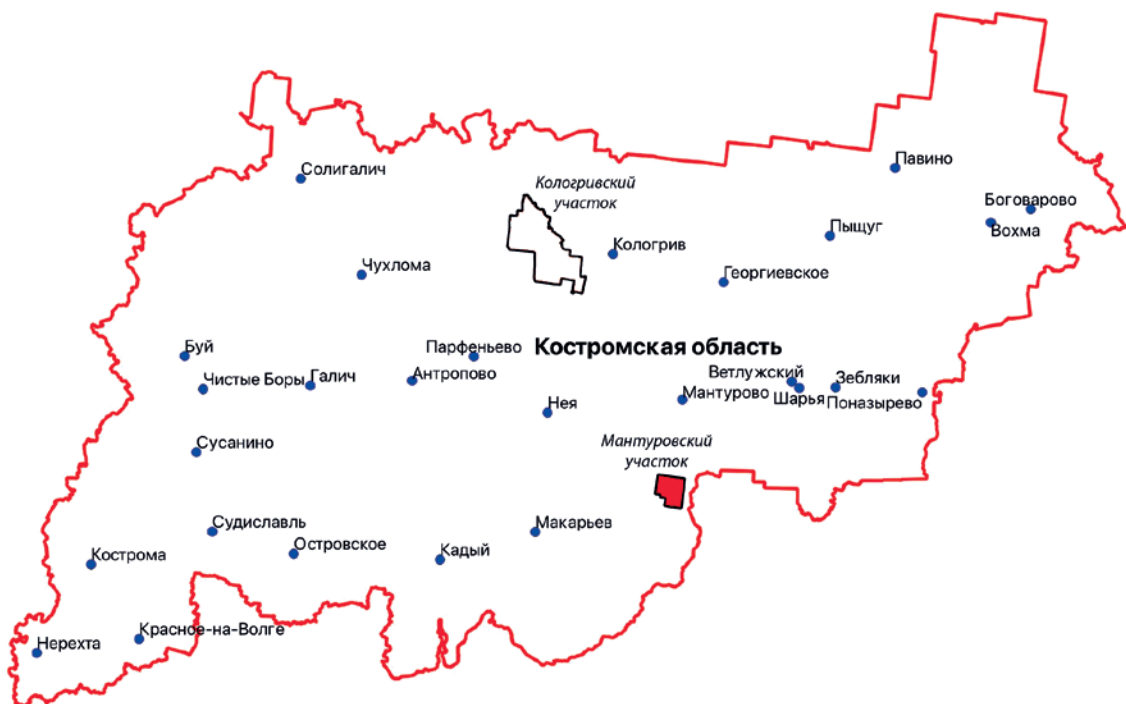 Солигалич
Кологривский
участок
Павино
Боговарово
Вохма
Пыщуг
Кологрив
Чухлома
Георгиевское
Буй
Парфеньево
Костромская область
Чистые Боры
Галич
Антропово
Ветлужский
Зебляки
Мантурово
Шарья
Поназырево
Нея
Сусанино
Мантуровский
участок
Судиславль
Макарьев
Островское
Кадый
Кострома
Красное-на-Волге
Нерехта